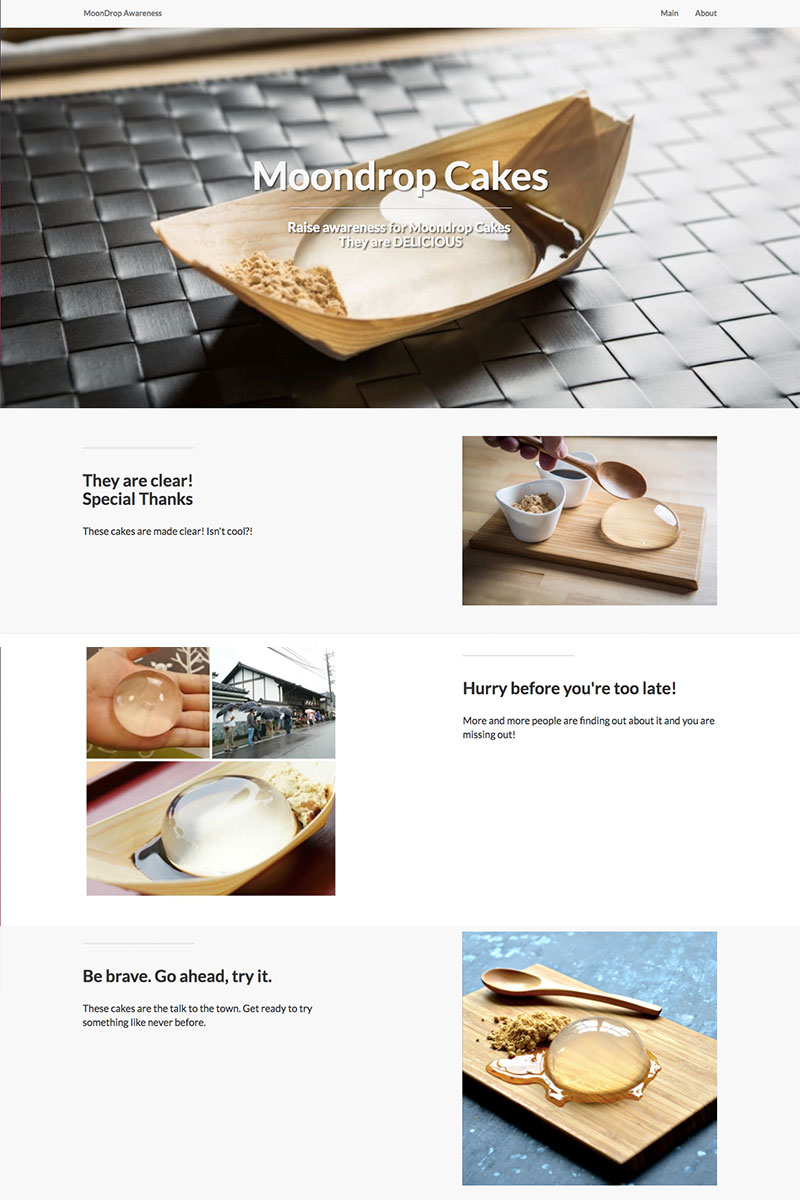 MoonDrop Awareness
Main
About
Moondrop Cakes
Raise awareness for Moondrop Cakes
They are DELICIOUS
They are clear!
Special Thanks
These cakes are made clear! Isn't cool?!
Hurry before you're too late!
More and more people are finding out about it and you are
missing out!
Be brave. Go ahead, try it.
These cakes are the talk to the town. Get ready to try
something like never before.